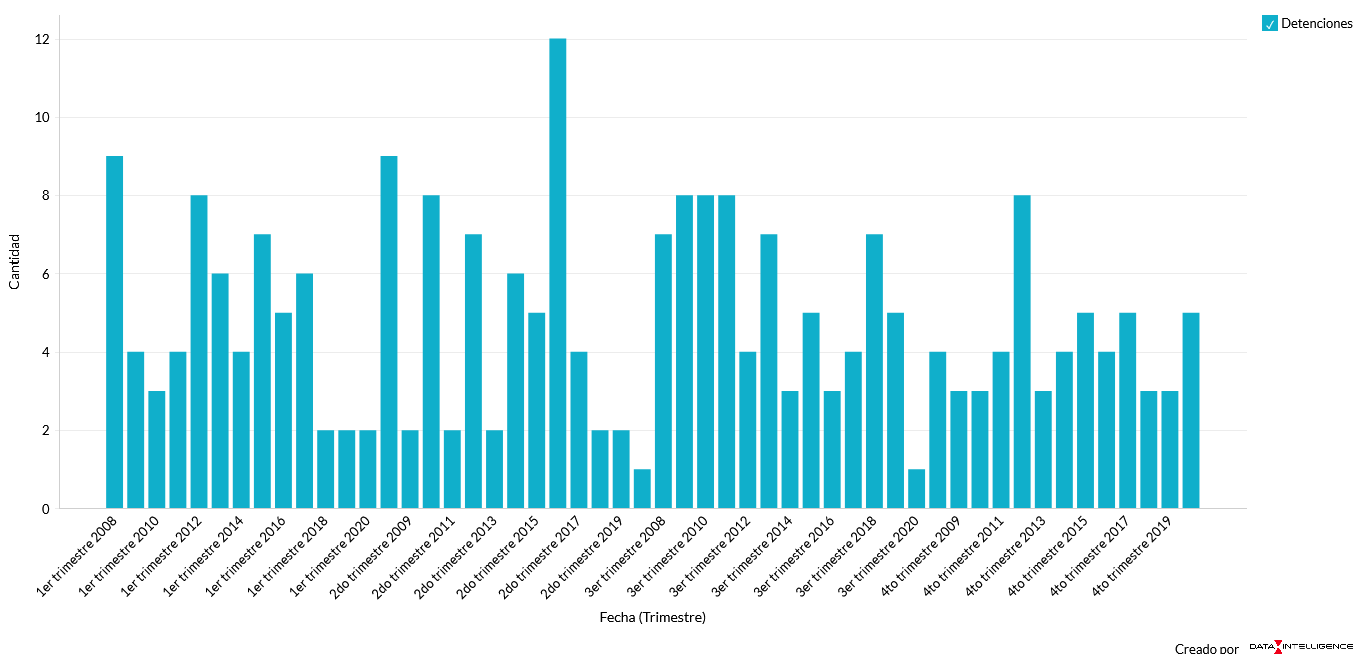 Detenciones
12
10
8
6
4
2
0
Cantidad
1er trimestre 2008
1er trimestre 2010
1er trimestre 2012
1er trimestre 2014
1er trimestre 2016
1er trimestre 2018
1er trimestre 2020
2do trimestre 2009
2do trimestre 2011
2do trimestre 2013
2do trimestre 2015
2do trimestre 2017
2do trimestre 2019
3er trimestre 2008
3er trimestre 2010
3er trimestre 2012
3er trimestre 2014
3er trimestre 2016
3er trimestre 2018
3er trimestre 2020
4to trimestre 2009
4to trimestre 2011
4to trimestre 2013
4to trimestre 2015
4to trimestre 2017
4to trimestre 2019
Fecha (Trimestre)
Creado por DATA INTELLIGENCE